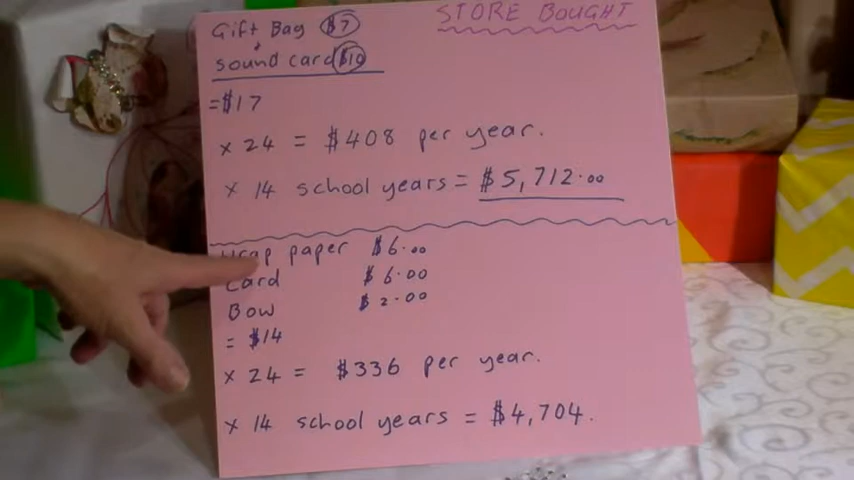 STORE BOUGHT
Gift Bag $7
+
sound card $10
= $17
x 24 = $408 per year.
x 14 school years = $5,712.00
wrap paper $6.00
Card $6.00
Bow $2.00
= $14
x 24 = $336 per year.
x 14 school years = $4,704.